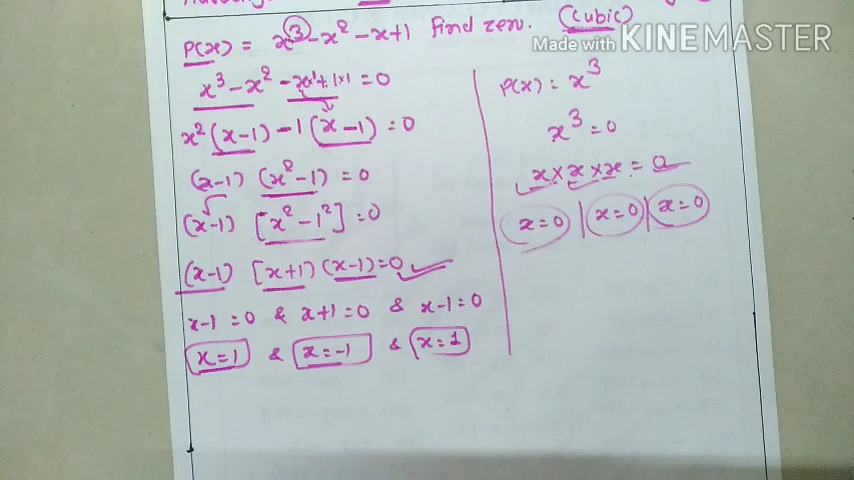 P(x) = x³ - x² - x + 1 find zero. (cubic)
Made with KINEMASTER
x³ - x² - x×1 + 1×1 = 0
x² (x-1) - 1 (x-1) = 0
(x-1) (x²-1) = 0
(x-1) [x² - 1²] = 0
(x-1) [x+1) (x-1) = 0
x-1 = 0 & x+1 = 0 & x-1 = 0
x = 1 & x = -1 & x = 1
P(x) = x³
x³ = 0
x × x × x = 0
x = 0 | x = 0 | x = 0